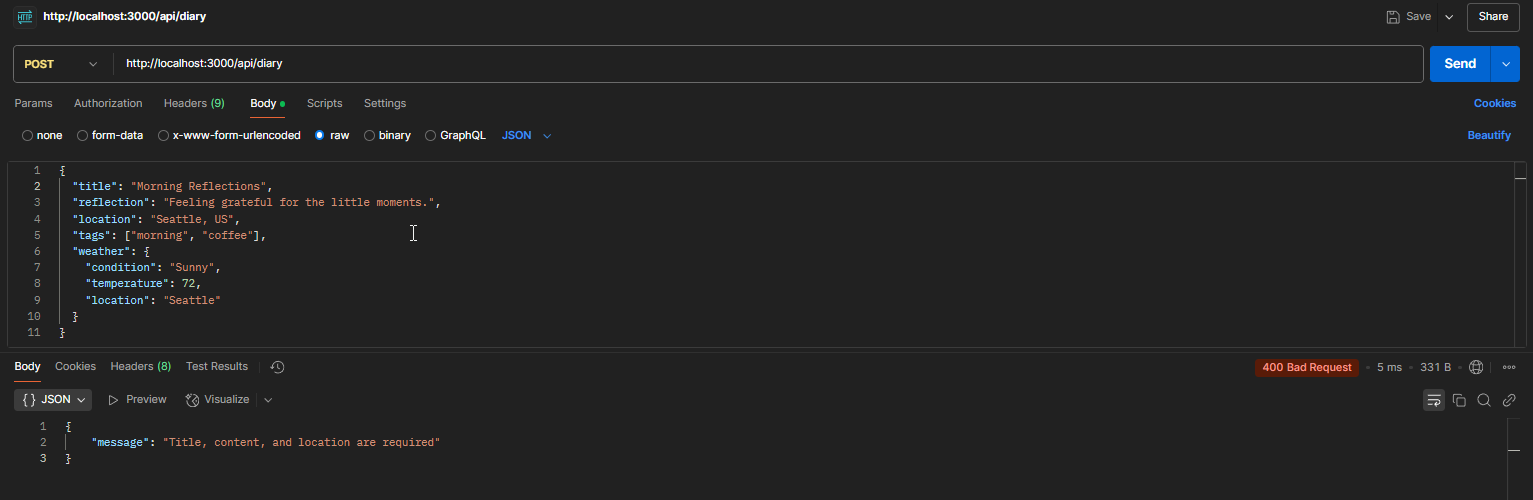 HTTP http://localhost:3000/api/diary Save Share
POST http://localhost:3000/api/diary Send
Params Authorization Headers (9) Body Scripts Settings Cookies
none form-data x-www-form-urlencoded raw binary GraphQL JSON Beautify
1 {
2 "title": "Morning Reflections",
3 "reflection": "Feeling grateful for the little moments.",
4 "location": "Seattle, US",
5 "tags": ["morning", "coffee"],
6 "weather": {
7 "condition": "Sunny",
8 "temperature": 72,
9 "location": "Seattle"
10 }
11 }
Body Cookies Headers (8) Test Results 400 Bad Request 5 ms 331 B
{ } JSON Preview Visualize
1 {
2 "message": "Title, content, and location are required"
3 }